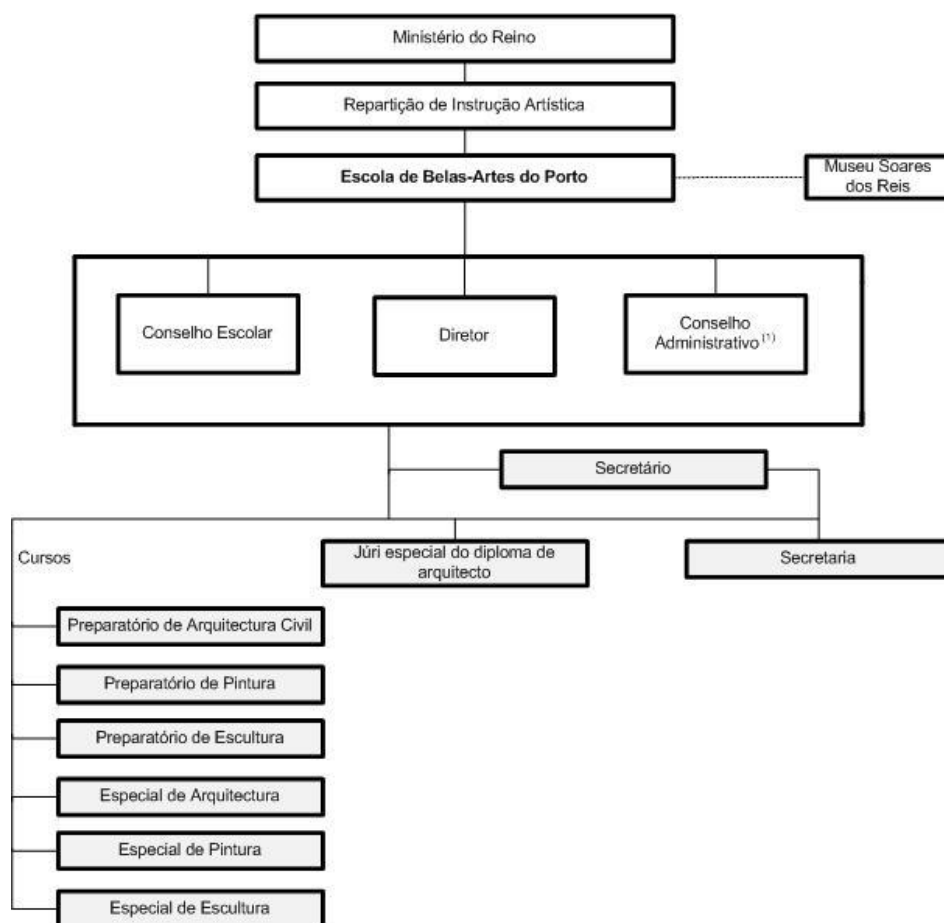 Ministério do Reino
Repartição de Instrução Artística
Escola de Belas-Artes do Porto
Museu Soares
dos Reis
Conselho Escolar
Diretor
Conselho
Administrativo (1)
Secretário
Cursos
Júri especial do diploma de
arquitecto
Secretaria
Preparatório de Arquitectura Civil
Preparatório de Pintura
Preparatório de Escultura
Especial de Arquitectura
Especial de Pintura
Especial de Escultura